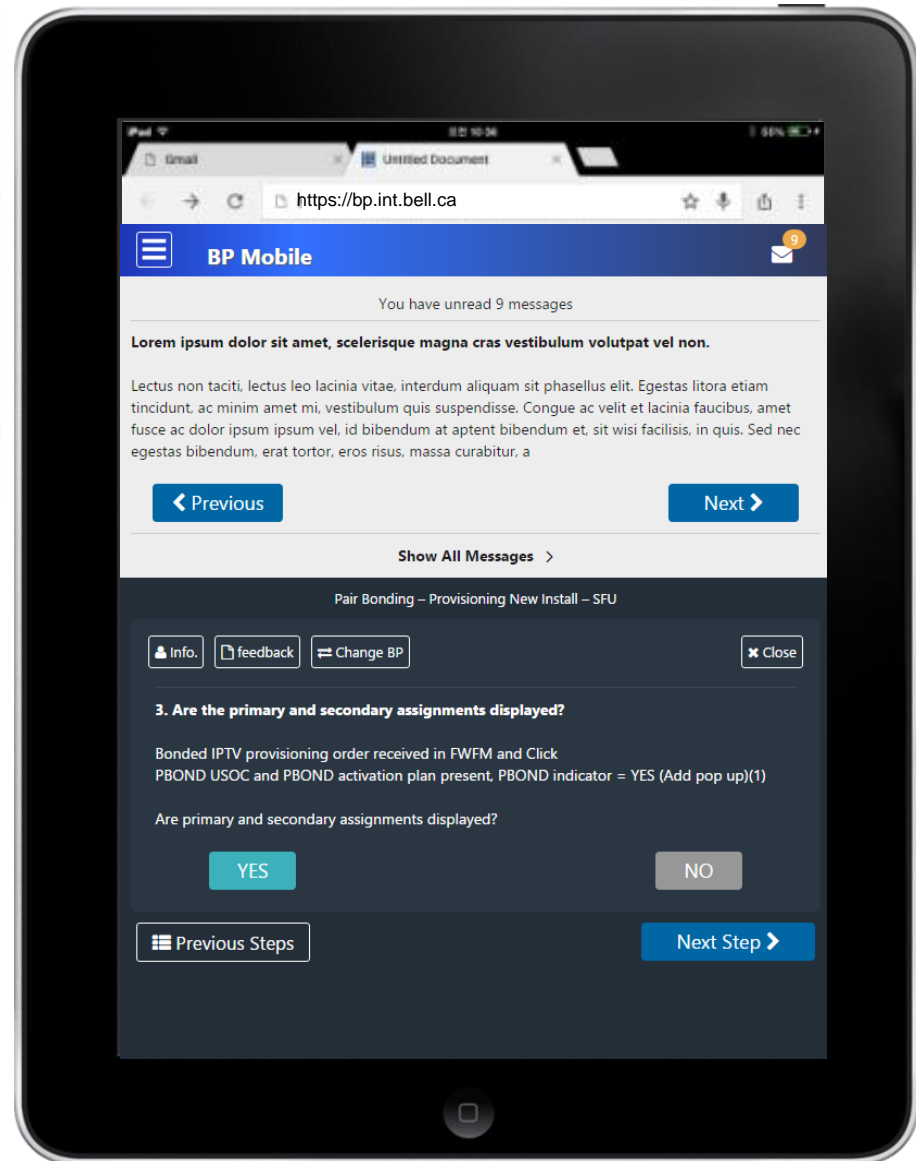 iPad
10:34
66%
Gmail
Untitled Document
https://bp.int.bell.ca
BP Mobile
9
You have unread 9 messages
Lorem ipsum dolor sit amet, scelerisque magna cras vestibulum volutpat vel non.
Lectus non taciti, lectus leo lacinia vitae, interdum aliquam sit phasellus elit. Egestas litora etiam
tincidunt, ac minim amet mi, vestibulum quis suspendisse. Congue ac velit et lacinia faucibus, amet
fusce ac dolor ipsum ipsum vel, id bibendum at aptent bibendum et, sit wisi facilisis, in quis. Sed nec
egestas bibendum, erat tortor, eros risus, massa curabitur, a
Previous
Next
Show All Messages
Pair Bonding – Provisioning New Install – SFU
Info.
feedback
Change BP
Close
3. Are the primary and secondary assignments displayed?
Bonded IPTV provisioning order received in FWFM and Click
PBOND USOC and PBOND activation plan present, PBOND indicator = YES (Add pop up)(1)
Are primary and secondary assignments displayed?
YES
NO
Previous Steps
Next Step